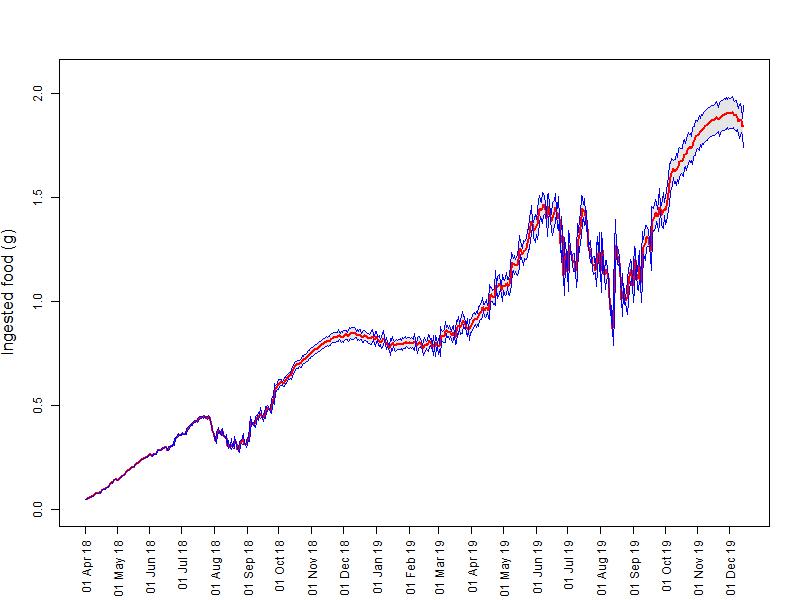 Ingested food (g)
2.0
1.5
1.0
0.5
0.0
01 Apr 18
01 May 18
01 Jun 18
01 Jul 18
01 Aug 18
01 Sep 18
01 Oct 18
01 Nov 18
01 Dec 18
01 Jan 19
01 Feb 19
01 Mar 19
01 Apr 19
01 May 19
01 Jun 19
01 Jul 19
01 Aug 19
01 Sep 19
01 Oct 19
01 Nov 19
01 Dec 19